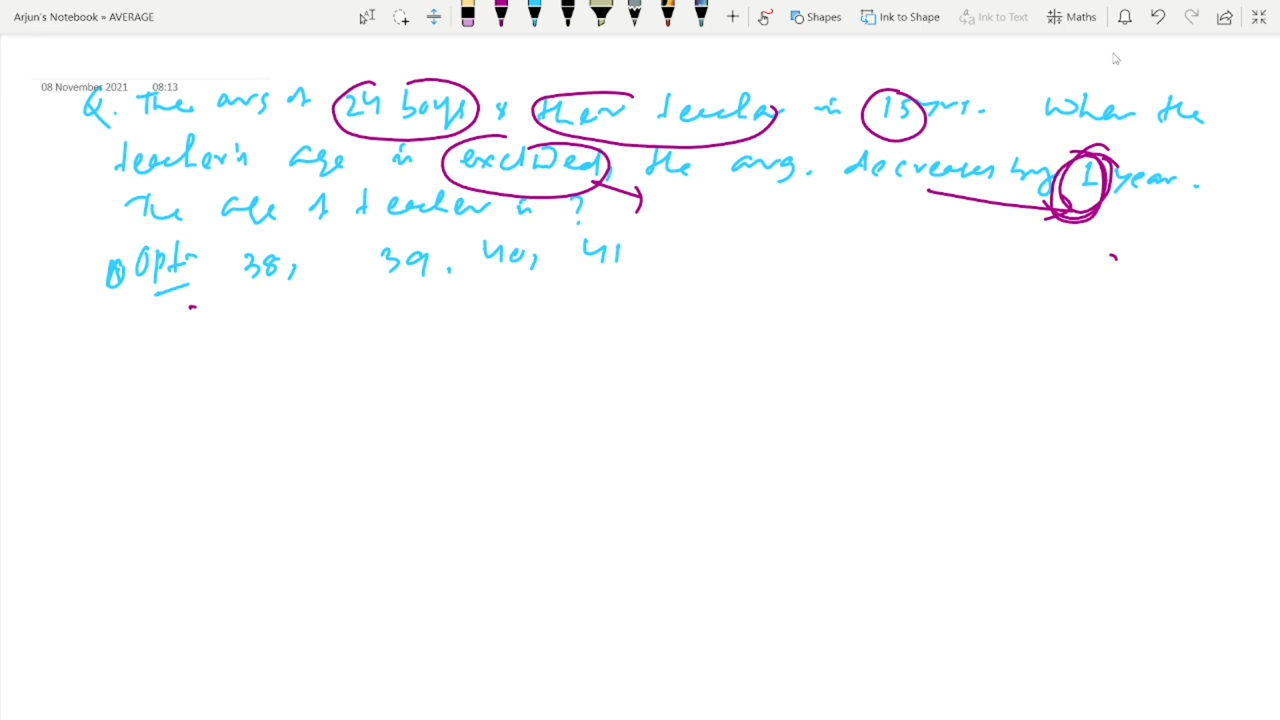 Arjun's Notebook » AVERAGE
Shapes
Ink to Shape
Ink to Text
Maths
08 November 2021 08:13
Q. The avg of 24 boys & their teacher is 15 yrs. When the
teacher's age is excluded, the avg. decreases by 1 year.
The age of teacher is ?
Opt- 38, 39. 40, 41